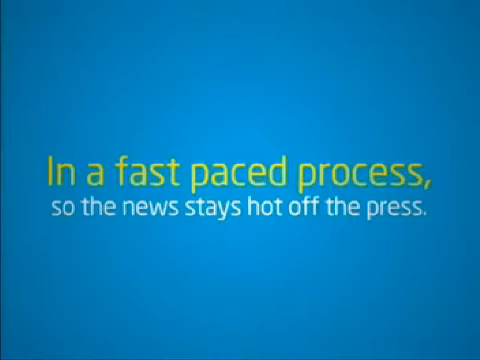 In a fast paced process,
so the news stays hot off the press.